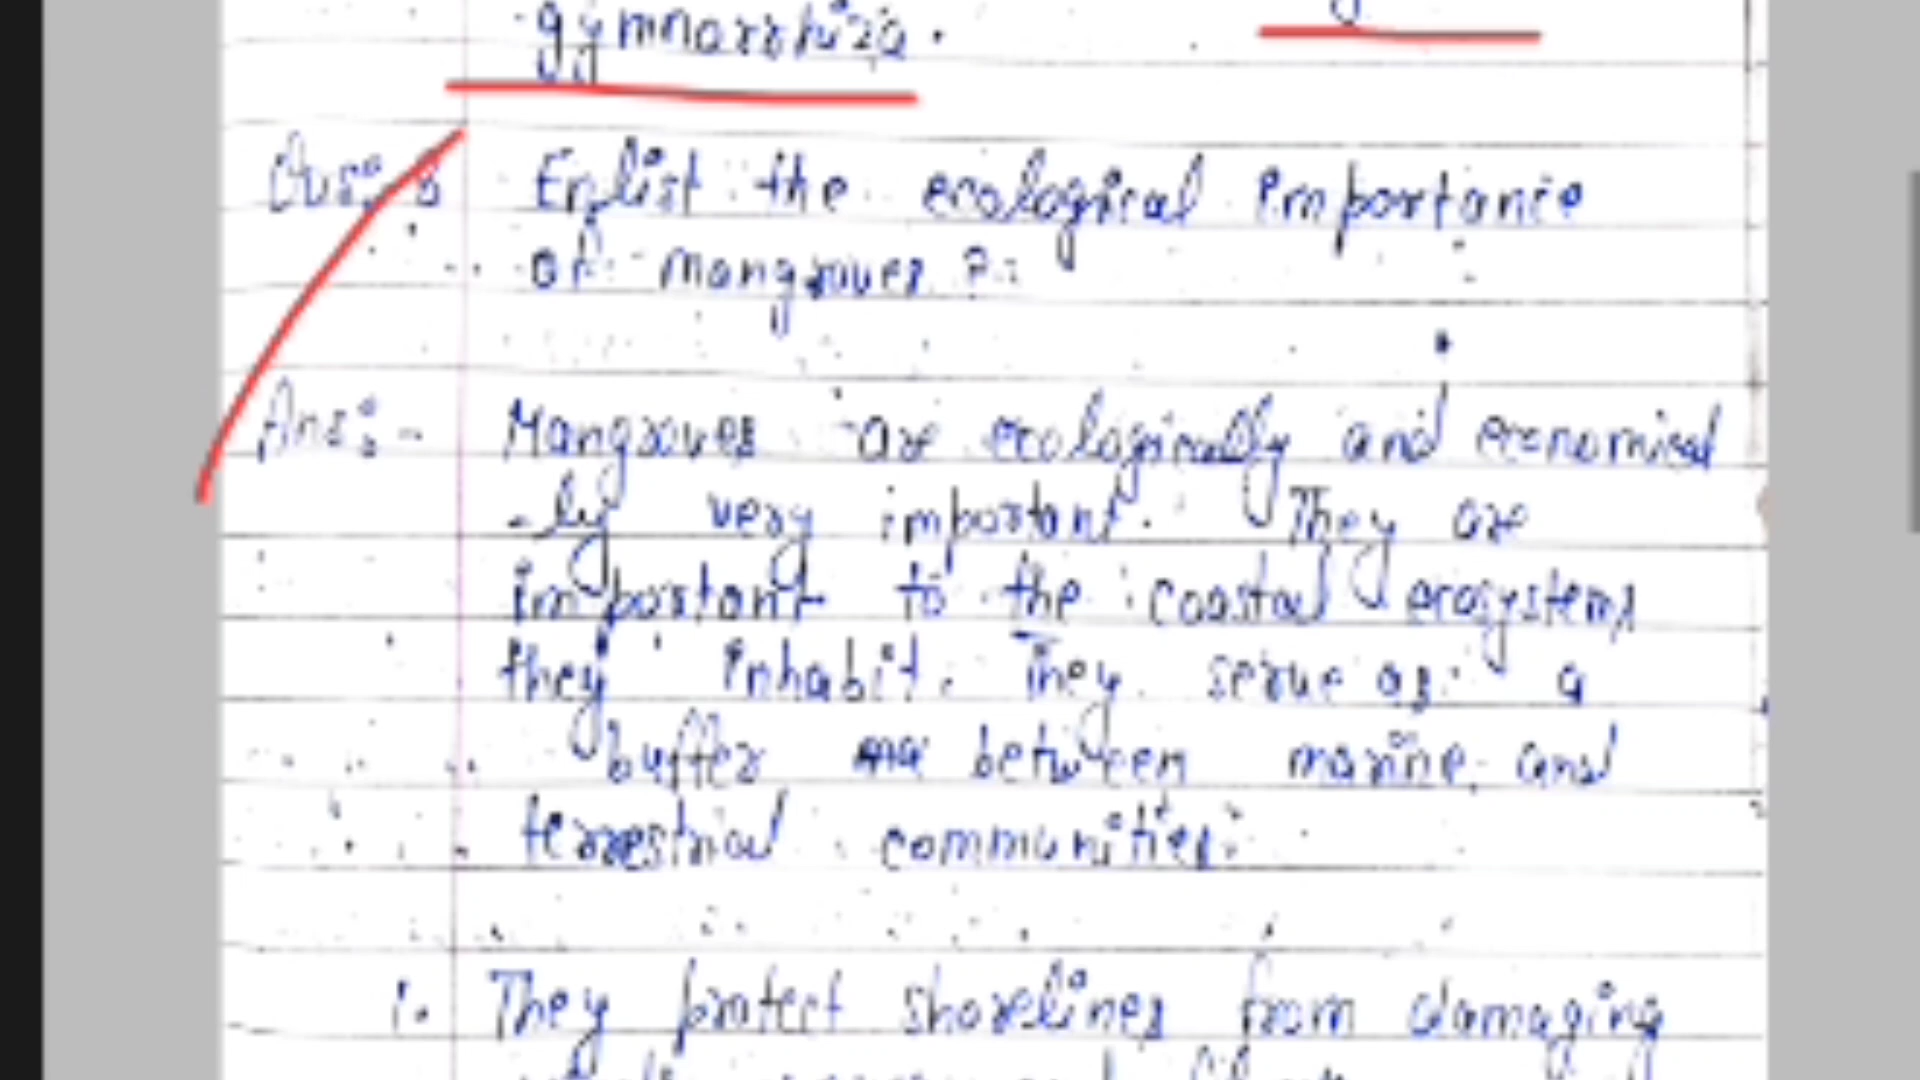 gymnarrhiza.
Qus:- 8 Enlist the ecological importance
of mangroves ?
Ans:- Mangroves are ecologically and economical
-ly very important. They are
important to the coastal ecosystems
they inhabit. They serve as a
buffer between marine and
terrestrial communities.
1. They protect shorelines from damaging